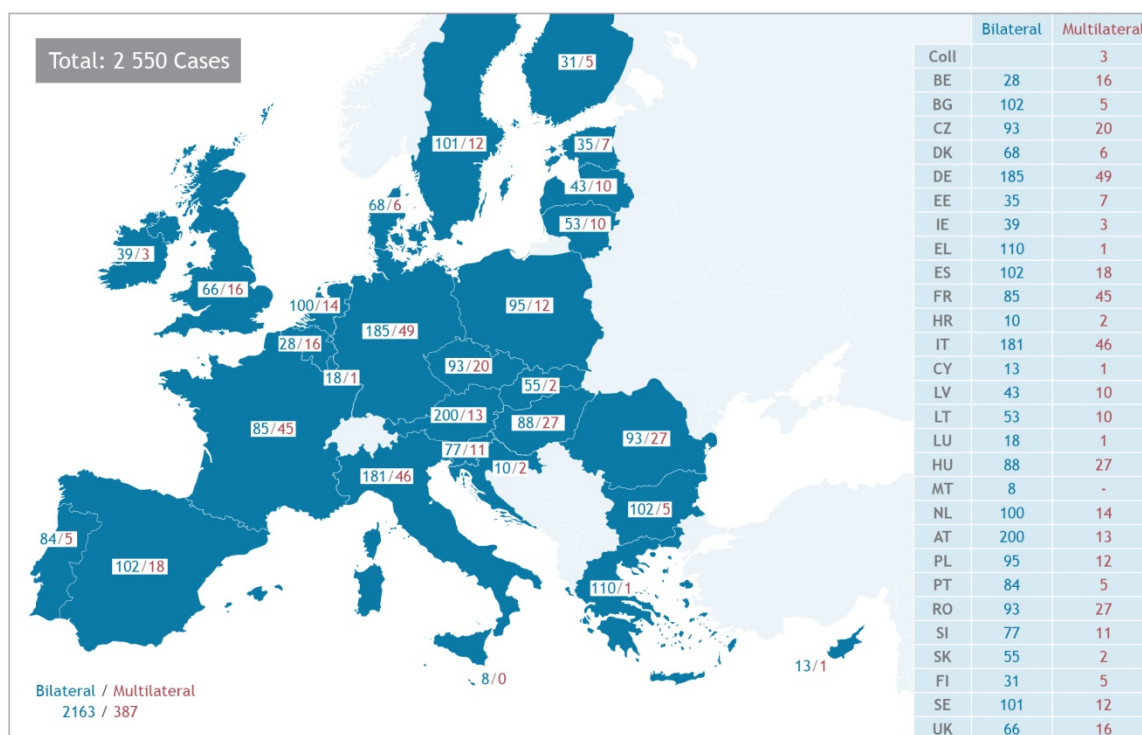 Total: 2 550 Cases
31/5
101/12
35/7
43/10
68/6
53/10
39/3
66/16
100/14
95/12
185/49
28/16
93/20
18/1
55/2
200/13
88/27
85/45
93/27
77/11
10/2
181/46
102/5
84/5
102/18
110/1
13/1
8/0
Bilateral / Multilateral
2163 / 387
Bilateral Multilateral
Coll 3
BE 28 16
BG 102 5
CZ 93 20
DK 68 6
DE 185 49
EE 35 7
IE 39 3
EL 110 1
ES 102 18
FR 85 45
HR 10 2
IT 181 46
CY 13 1
LV 43 10
LT 53 10
LU 18 1
HU 88 27
MT 8 -
NL 100 14
AT 200 13
PL 95 12
PT 84 5
RO 93 27
SI 77 11
SK 55 2
FI 31 5
SE 101 12
UK 66 16